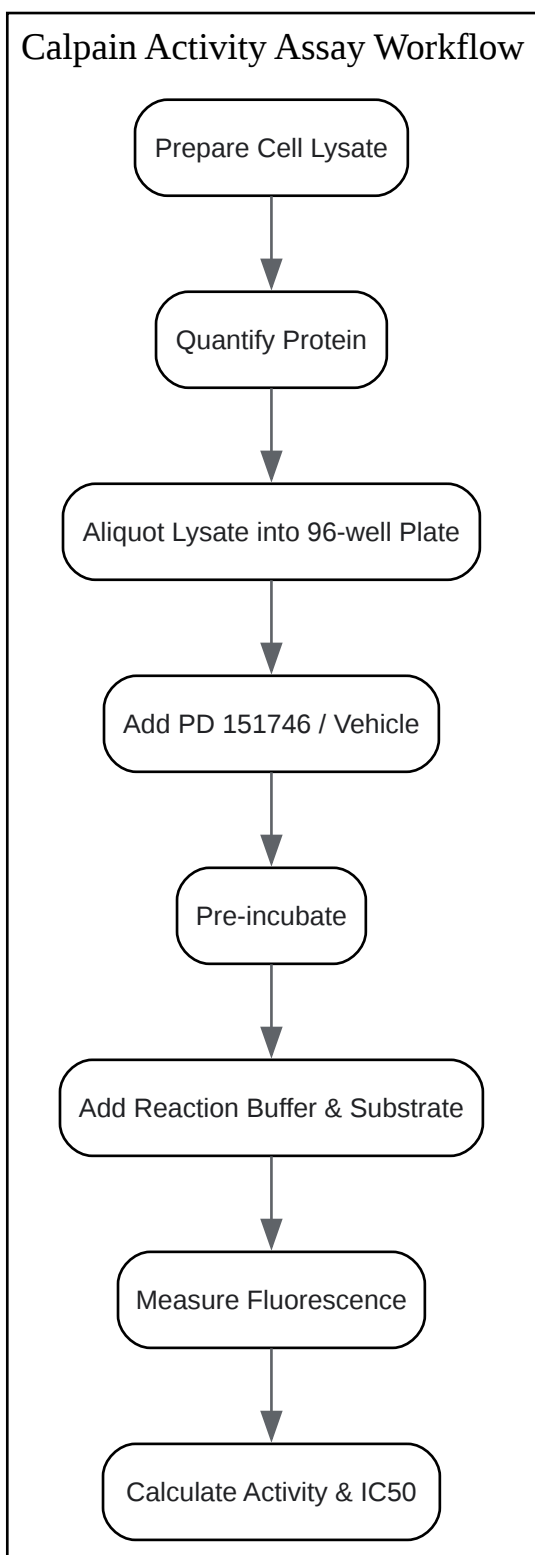 Calpain Activity Assay Workflow
Prepare Cell Lysate
Quantify Protein
Aliquot Lysate into 96-well Plate
Add PD 151746 / Vehicle
Pre-incubate
Add Reaction Buffer & Substrate
Measure Fluorescence
Calculate Activity & IC50